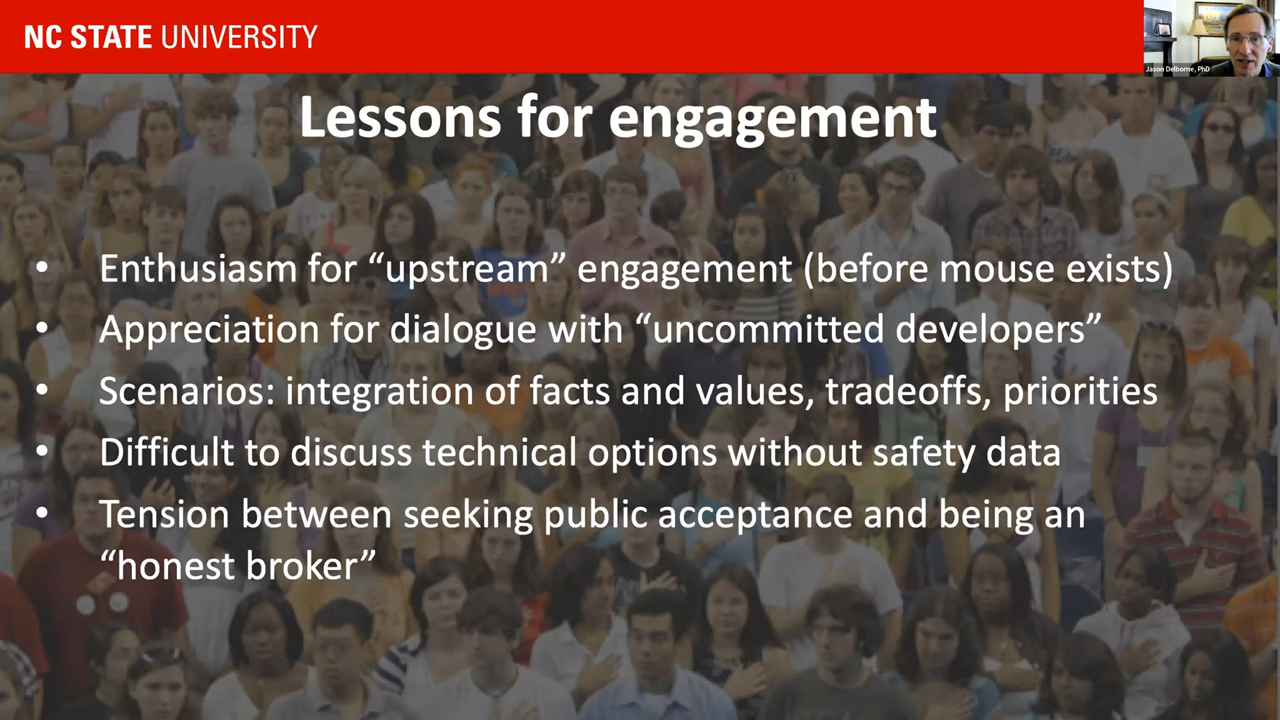 NC STATE UNIVERSITY
Jason Delborne, PhD
Lessons for engagement
• Enthusiasm for “upstream” engagement (before mouse exists)
• Appreciation for dialogue with “uncommitted developers”
• Scenarios: integration of facts and values, tradeoffs, priorities
• Difficult to discuss technical options without safety data
• Tension between seeking public acceptance and being an
“honest broker”